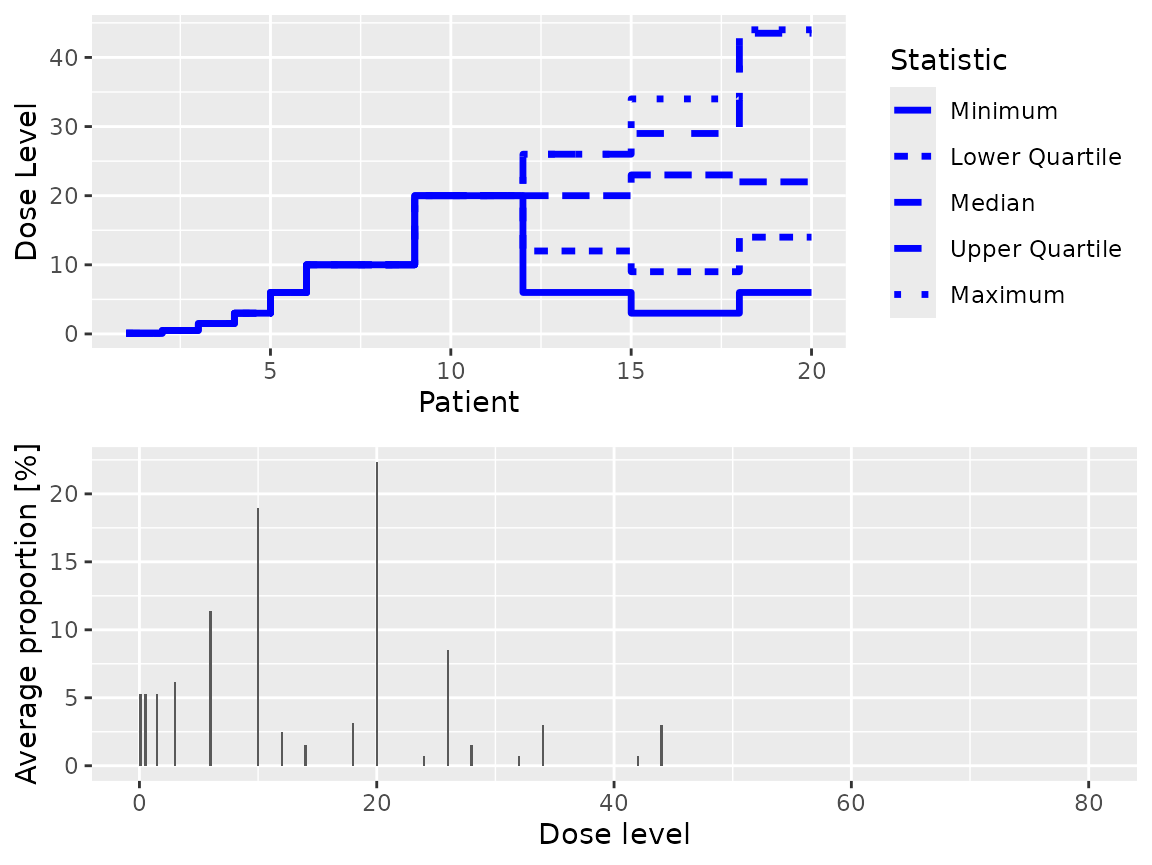 Dose Level
40
30
20
10
0
5 10 15 20
Patient
Statistic
Minimum
Lower Quartile
Median
Upper Quartile
Maximum
Average proportion [%]
20
15
10
5
0
0 20 40 60 80
Dose level